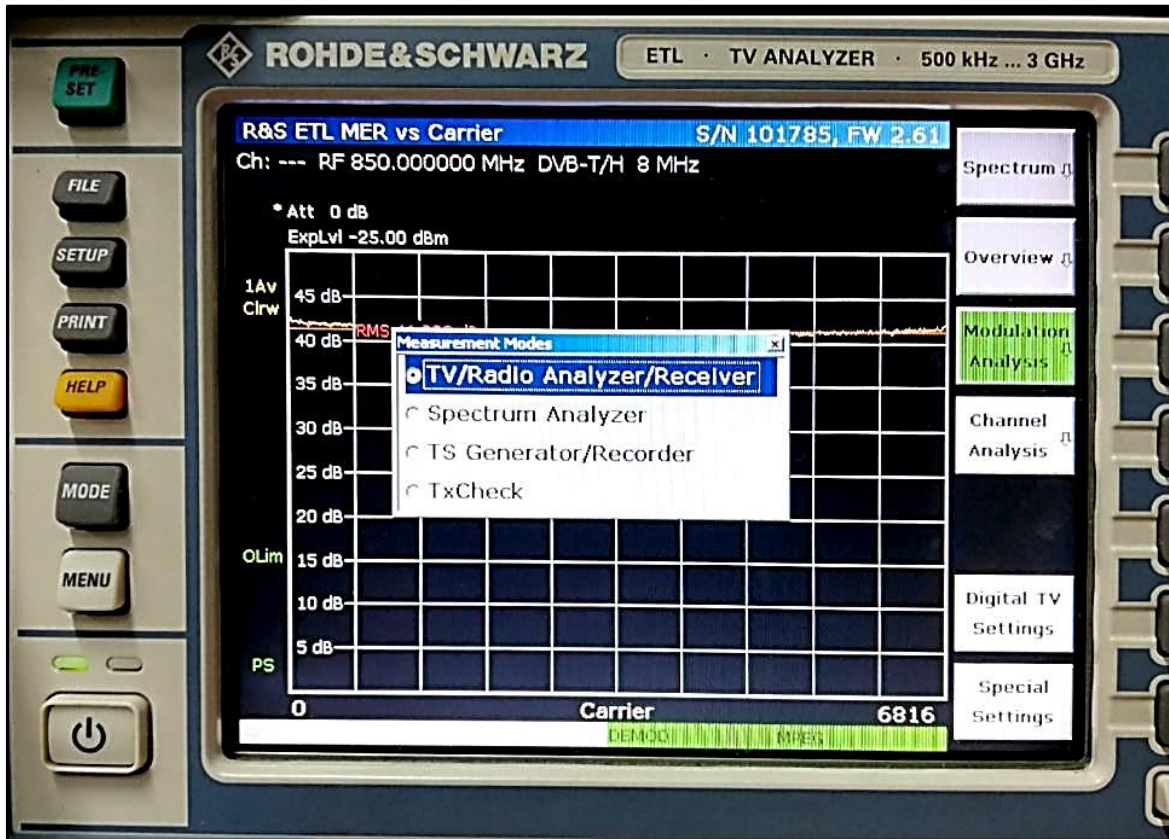 PRE-
SET
FILE
SETUP
PRINT
HELP
MODE
MENU
R&S ROHDE&SCHWARZ
ETL · TV ANALYZER · 500 kHz ... 3 GHz
R&S ETL MER vs Carrier S/N 101785, FW 2.61
Ch: --- RF 850.000000 MHz DVB-T/H 8 MHz
*Att 0 dB
ExpLvl -25.00 dBm
1Av
Clrw
OLim
PS
45 dB
40 dB
35 dB
30 dB
25 dB
20 dB
15 dB
10 dB
5 dB
RMS
Measurement Modes x
TV/Radio Analyzer/Receiver
Spectrum Analyzer
TS Generator/Recorder
TxCheck
0 Carrier 6816
DEMOD MPEG
Spectrum
Overview
Modulation
Analysis
Channel
Analysis
Digital TV
Settings
Special
Settings